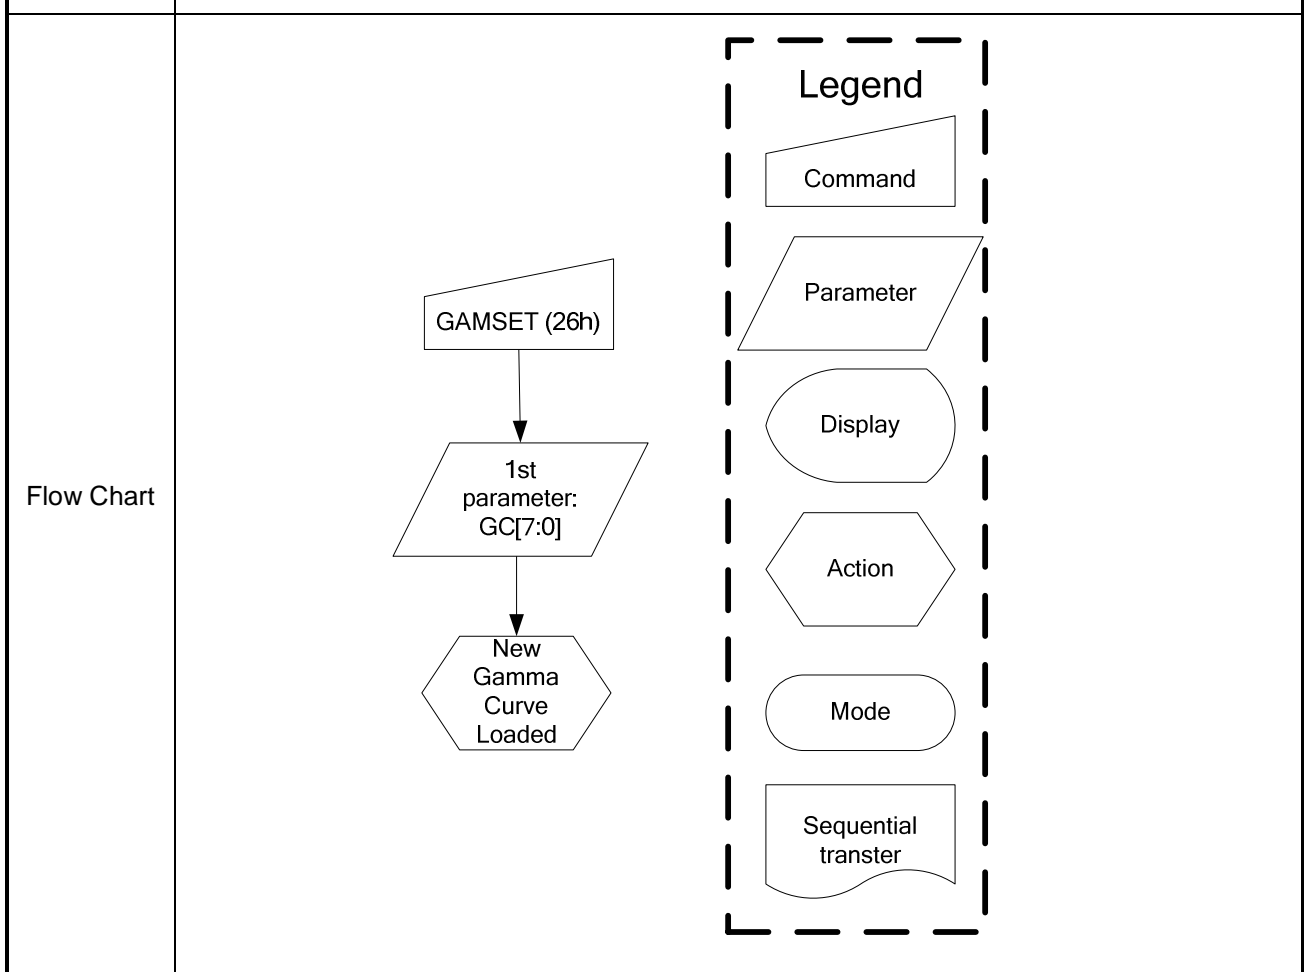 Flow Chart
GAMSET (26h)
1st
parameter:
GC[7:0]
New
Gamma
Curve
Loaded
Legend
Command
Parameter
Display
Action
Mode
Sequential
transter